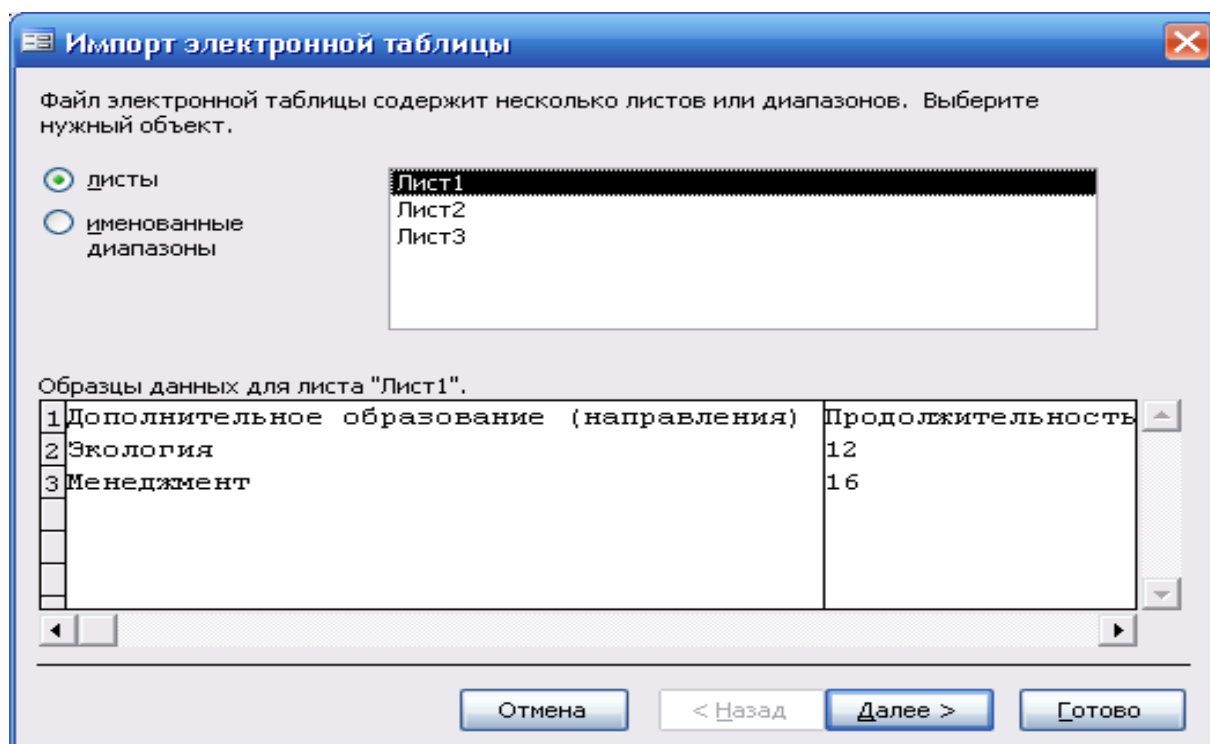 Импорт электронной таблицы
Файл электронной таблицы содержит несколько листов или диапазонов. Выберите
нужный объект.
листы
именованные
диапазоны
Лист1
Лист2
Лист3
Образцы данных для листа "Лист1".
1 Дополнительное образование (направления) Продолжительность
2 Экология 12
3 Менеджмент 16
Отмена < Назад Далее > Готово